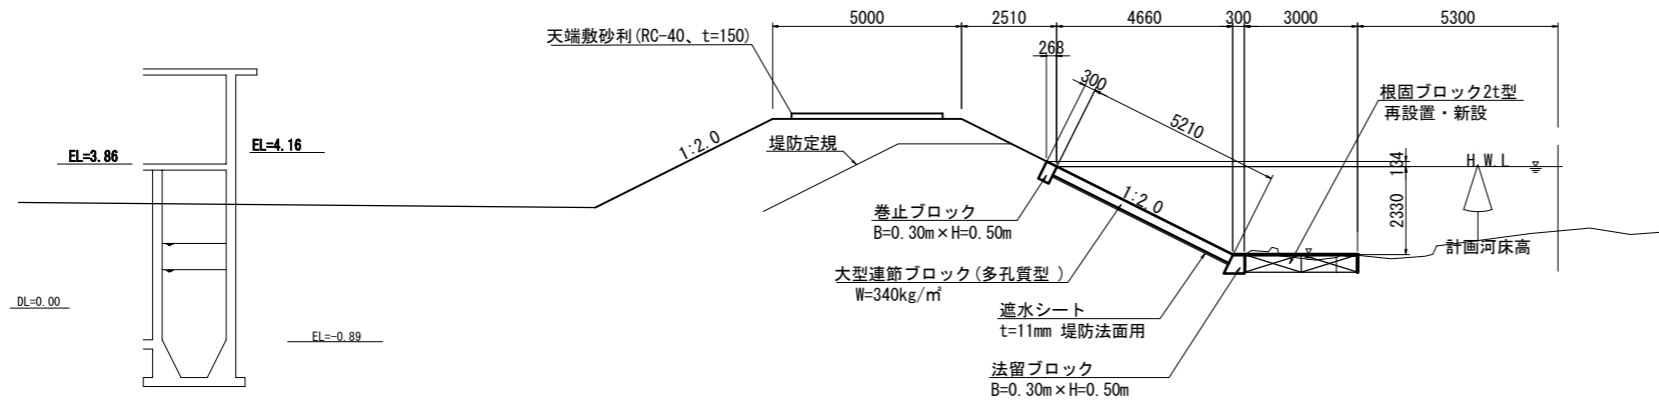 5000
2510
4660
300
3000
5300
天端敷砂利(RC-40、t=150)
268
300
5210
根固ブロック2t型
再設置・新設
EL=3.86
EL=4.16
1:2.0
堤防定規
134
H.W.L
2330
1:2.0
巻止ブロック
B=0.30m×H=0.50m
計画河床高
大型連節ブロック(多孔質型 )
W=340kg/㎡
DL=0.00
遮水シート
t=11mm 堤防法面用
EL=-0.89
法留ブロック
B=0.30m×H=0.50m